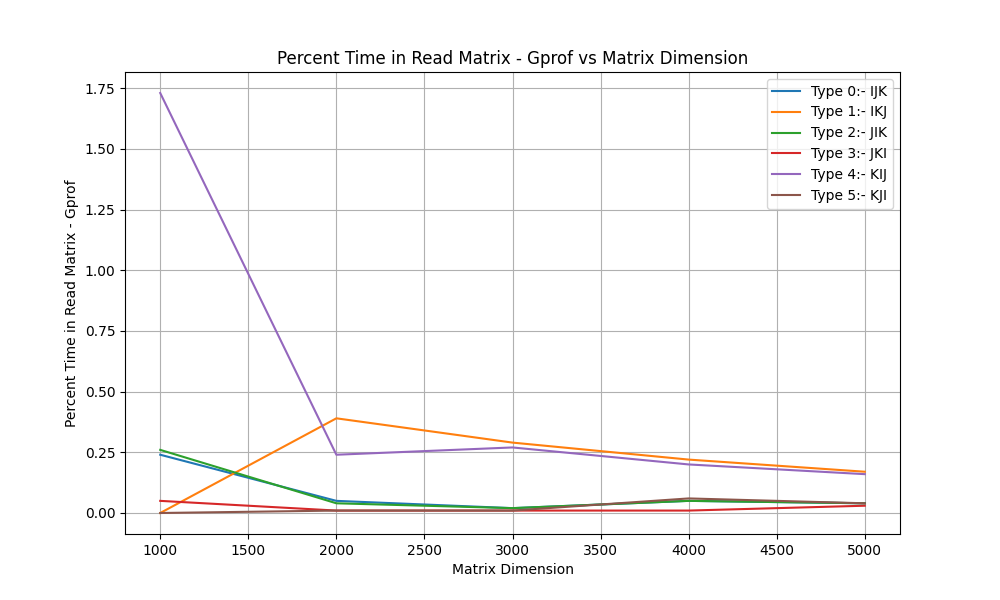 Percent Time in Read Matrix - Gprof vs Matrix Dimension
Type 0:- IJK
Type 1:- IKJ
Type 2:- JIK
Type 3:- JKI
Type 4:- KIJ
Type 5:- KJI
Percent Time in Read Matrix - Gprof
1.75
1.50
1.25
1.00
0.75
0.50
0.25
0.00
1000 1500 2000 2500 3000 3500 4000 4500 5000
Matrix Dimension